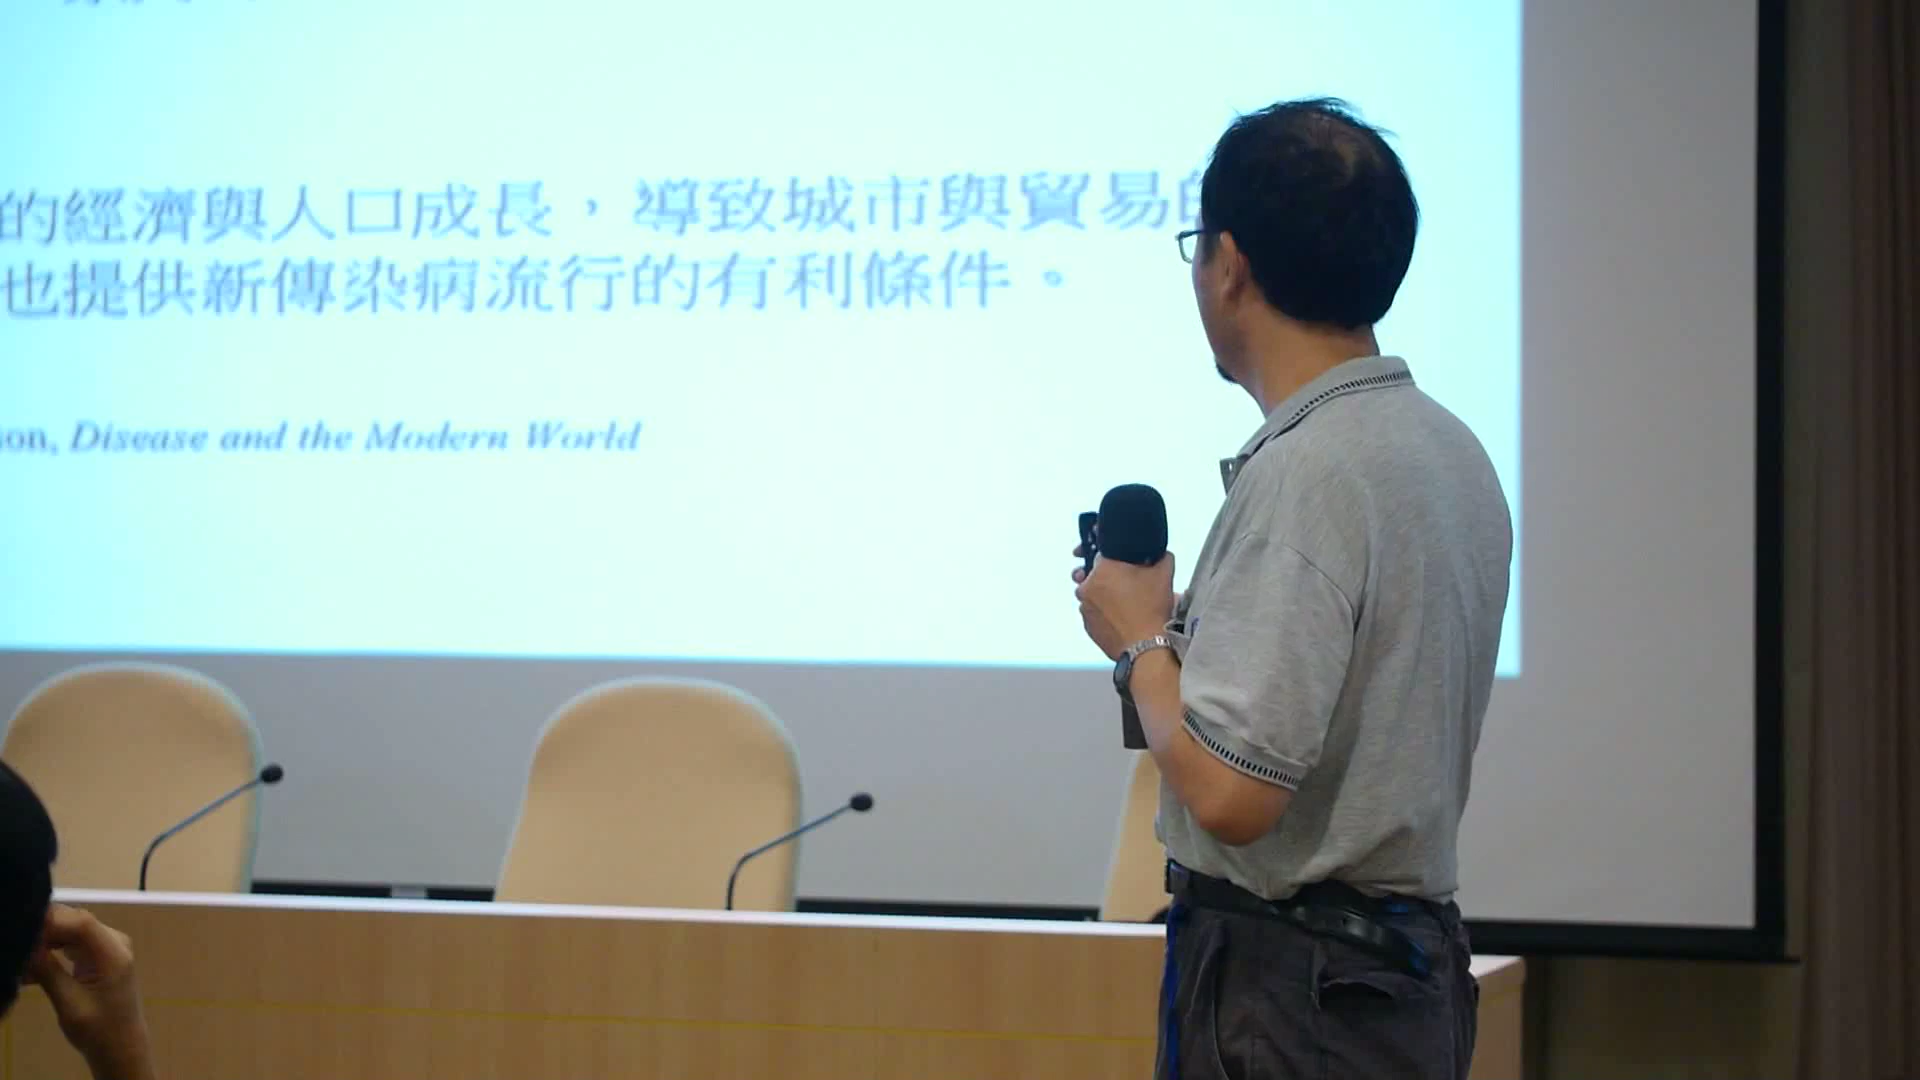 的經濟與人口成長，導致城市與貿易的
也提供新傳染病流行的有利條件。
on, Disease and the Modern World